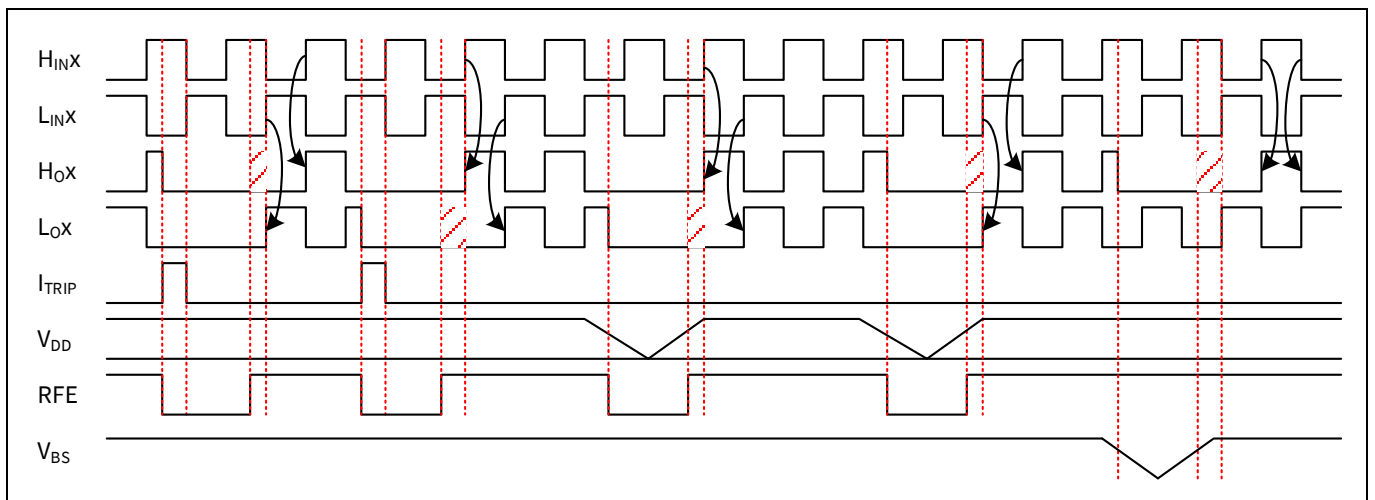 HINx
LINx
HOx
LOx
ITRIP
VDD
RFE
VBS